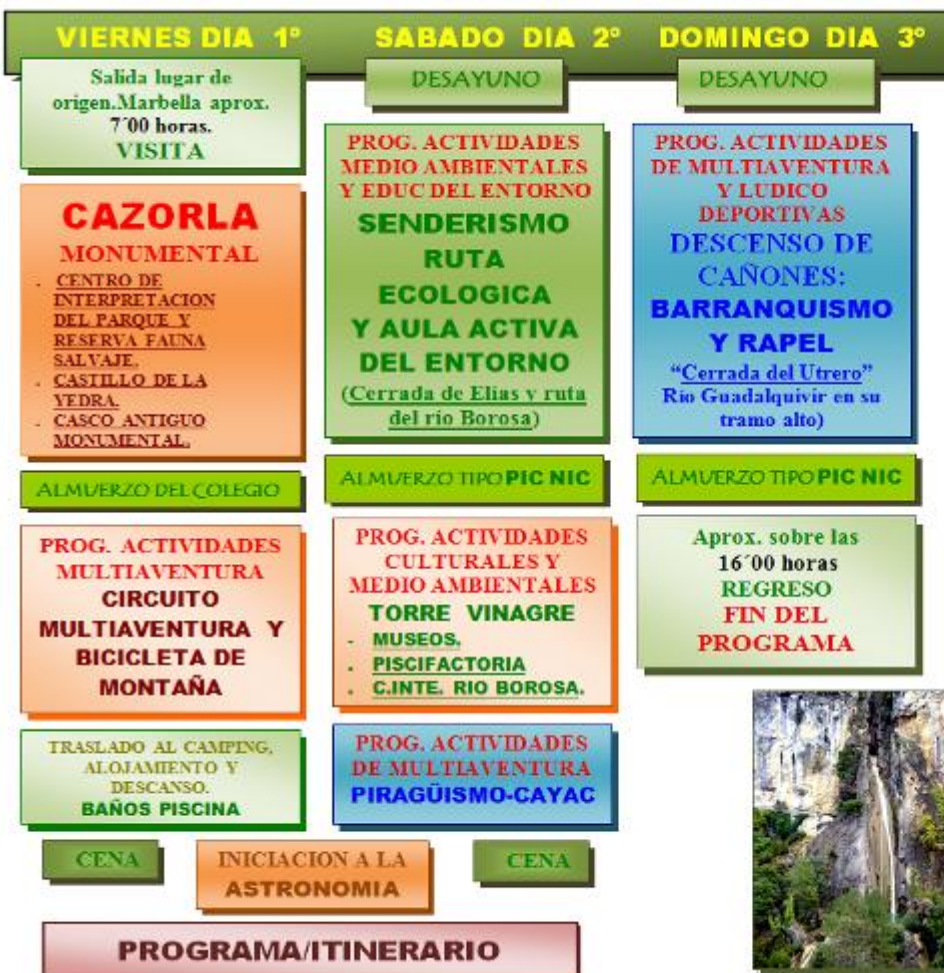 VIERNES DIA 1º
SABADO DIA 2º
DOMINGO DIA 3º
Salida lugar de
origen.Marbella aprox.
7´00 horas.
VISITA
CAZORLA
MONUMENTAL
. CENTRO DE
INTERPRETACION
DEL PARQUE Y
RESERVA FAUNA
SALVAJE.
. CASTILLO DE LA
YEDRA.
. CASCO ANTIGUO
MONUMENTAL.
ALMUERZO DEL COLEGIO
PROG. ACTIVIDADES
MULTIAVENTURA
CIRCUITO
MULTIAVENTURA Y
BICICLETA DE
MONTAÑA
TRASLADO AL CAMPING,
ALOJAMIENTO Y
DESCANSO.
BAÑOS PISCINA
CENA
DESAYUNO
PROG. ACTIVIDADES
MEDIO AMBIENTALES
Y EDUC DEL ENTORNO
SENDERISMO
RUTA
ECOLOGICA
Y AULA ACTIVA
DEL ENTORNO
(Cerrada de Elias y ruta
del río Borosa)
ALMUERZO TIPO PIC NIC
PROG. ACTIVIDADES
CULTURALES Y
MEDIO AMBIENTALES
TORRE VINAGRE
- MUSEOS.
. PISCIFACTORIA
. C.INTE. RIO BOROSA.
PROG. ACTIVIDADES
DE MULTIAVENTURA
PIRAGÜISMO-CAYAC
INICIACION A LA
ASTRONOMIA
CENA
DESAYUNO
PROG. ACTIVIDADES
DE MULTIAVENTURA
Y LUDICO
DEPORTIVAS
DESCENSO DE
CAÑONES:
BARRANQUISMO
Y RAPEL
“Cerrada del Utrero”
Río Guadalquivir en su
tramo alto)
ALMUERZO TIPO PIC NIC
Aprox. sobre las
16´00 horas
REGRESO
FIN DEL
PROGRAMA
PROGRAMA/ITINERARIO